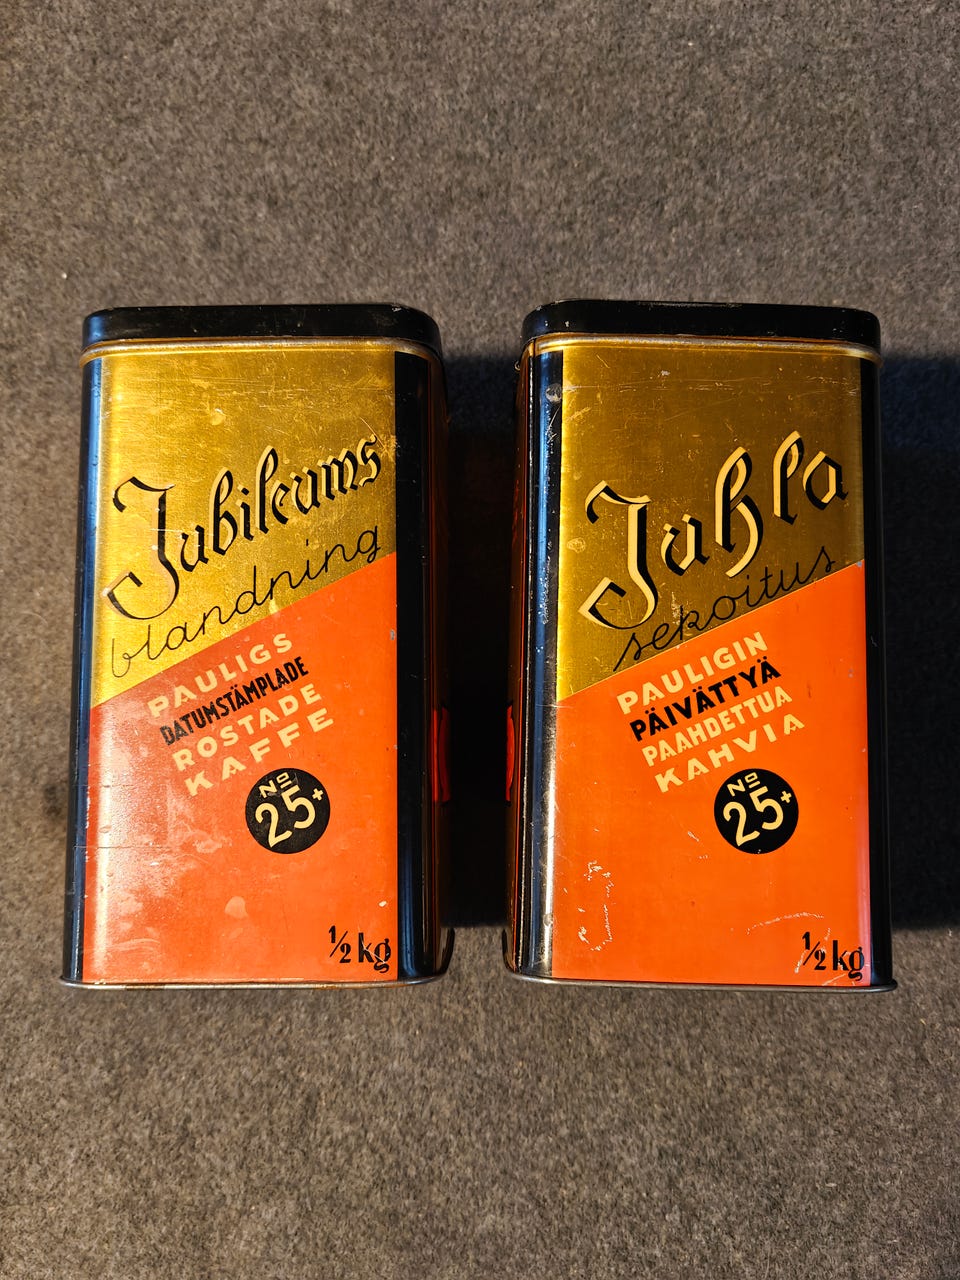 Jubileums
blandning
PAULIGS
DATUMSTÄMPLADE
ROSTADE
KAFFE
No
25+
½ kg
Juhla
sekoitus
PAULIGIN
PÄIVÄTTYÄ
PAAHDETTUA
KAHVIA
No
25+
½ kg